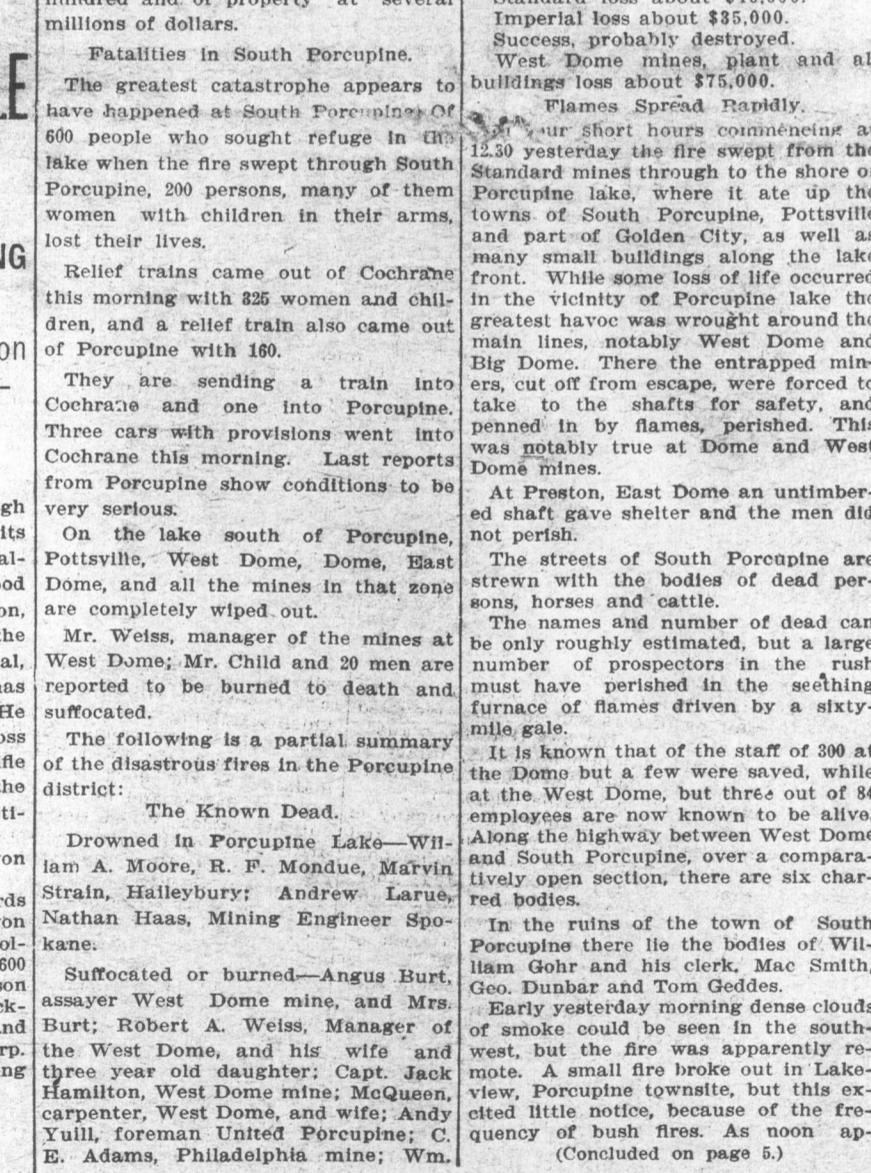 LE
NG
on
gh
its
al-
ood
on,
the
al,
has
He
oss
fle
the
ti-
on
rds
on
ol-
600
son
ck-
and
rp.
ng
millions of dollars.
Fatalities in South Porcupine.
The greatest catastrophe appears to
have happened at South Porcupine. Of
600 people who sought refuge in the
lake when the fire swept through South
Porcupine, 200 persons, many of them
women with children in their arms,
lost their lives.
Relief trains came out of Cochrane
this morning with 325 women and chil-
dren, and a relief train also came out
of Porcupine with 160.
They are sending a train into
Cochrane and one into Porcupine.
Three cars with provisions went into
Cochrane this morning. Last reports
from Porcupine show conditions to be
very serious.
On the lake south of Porcupine,
Pottsville, West Dome, Dome, East
Dome, and all the mines in that zone
are completely wiped out.
Mr. Weiss, manager of the mines at
West Dome; Mr. Child and 20 men are
reported to be burned to death and
suffocated.
The following is a partial summary
of the disastrous fires in the Porcupine
district:
The Known Dead.
Drowned in Porcupine Lake—Wil-
iam A. Moore, R. F. Mondue, Marvin
Strain, Haileybury; Andrew Larue,
Nathan Haas, Mining Engineer Spo-
kane.
Suffocated or burned—Angus Burt,
assayer West Dome mine, and Mrs.
Burt; Robert A. Weiss, Manager of
the West Dome, and his wife and
three year old daughter; Capt. Jack
Hamilton, West Dome mine; McQueen,
carpenter, West Dome, and wife; Andy
Yuill, foreman United Porcupine; C.
E. Adams, Philadelphia mine; Wm.
Imperial loss about $35,000.
Success, probably destroyed.
West Dome mines, plant and al
buildings loss about $75,000.
Flames Spread Rapidly.
ur short hours commencing a
12.30 yesterday the fire swept from the
Standard mines through to the shore o
Porcupine lake, where it ate up the
towns of South Porcupine, Pottsville
and part of Golden City, as well as
many small buildings along the lake
front. While some loss of life occurred
in the vicinity of Porcupine lake the
greatest havoc was wrought around the
main lines, notably West Dome and
Big Dome. There the entrapped min-
ers, cut off from escape, were forced to
take to the shafts for safety, and
penned in by flames, perished. This
was notably true at Dome and West
Dome mines.
At Preston, East Dome an untimber-
ed shaft gave shelter and the men did
not perish.
The streets of South Porcupine are
strewn with the bodies of dead per-
sons, horses and cattle.
The names and number of dead can
be only roughly estimated, but a large
number of prospectors in the rush
must have perished in the seething
furnace of flames driven by a sixty-
mile gale.
It is known that of the staff of 300 at
the Dome but a few were saved, while
at the West Dome, but three out of 84
employees are now known to be alive.
Along the highway between West Dome
and South Porcupine, over a compara-
tively open section, there are six char-
red bodies.
In the ruins of the town of South
Porcupine there lie the bodies of Wil-
liam Gohr and his clerk, Mac Smith,
Geo. Dunbar and Tom Geddes.
Early yesterday morning dense clouds
of smoke could be seen in the south-
west, but the fire was apparently re-
mote. A small fire broke out in Lake-
view, Porcupine townsite, but this ex-
cited little notice, because of the fre-
quency of bush fires. As noon ap-
(Concluded on page 5.)